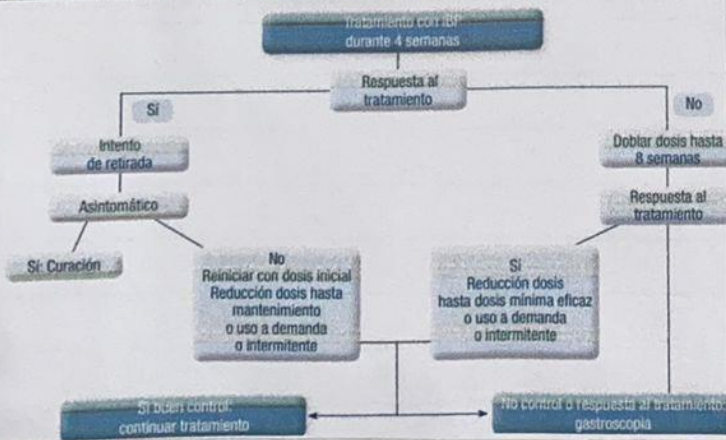 Tratamiento con IBP
durante 4 semanas
Respuesta al
tratamiento
Sí
No
Intento
de retirada
Doblar dosis hasta
8 semanas
Asintomático
Respuesta al
tratamiento
Sí: Curación
No
Reiniciar con dosis inicial
Reducción dosis hasta
mantenimiento
o uso a demanda
o intermitente
Sí
Reducción dosis
hasta dosis mínima eficaz
o uso a demanda
o intermitente
Si buen control:
continuar tratamiento
No control o respuesta al tratamiento:
gastroscopia